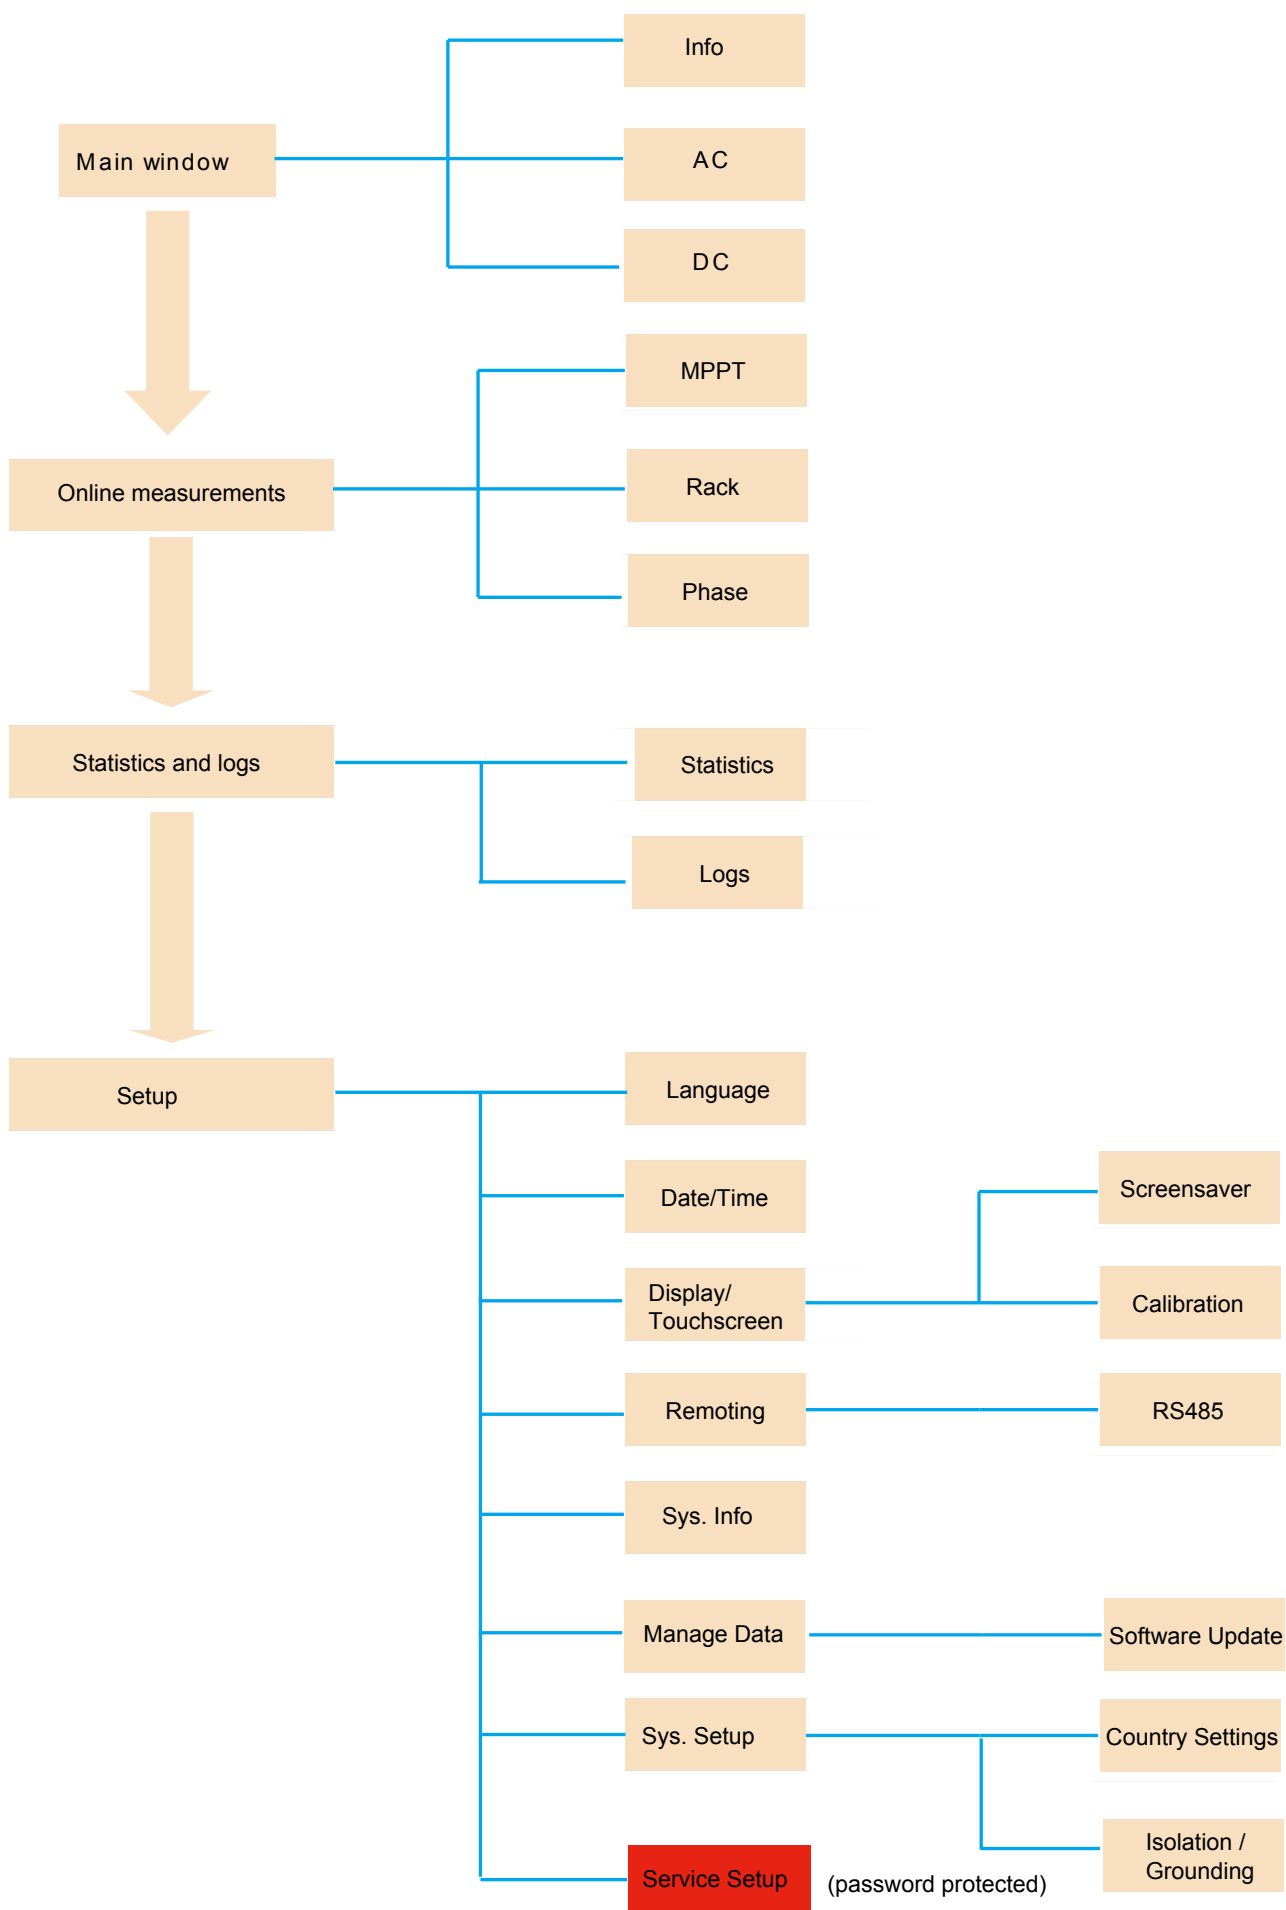 Info
Main window
AC
DC
MPPT
Online measurements
Rack
Phase
Statistics and logs
Statistics
Logs
Setup
Language
Date/Time
Display/
Touchscreen
Screensaver
Calibration
Remoting
RS485
Sys. Info
Manage Data
Software Update
Sys. Setup
Country Settings
Isolation /
Grounding
Service Setup
(password protected)